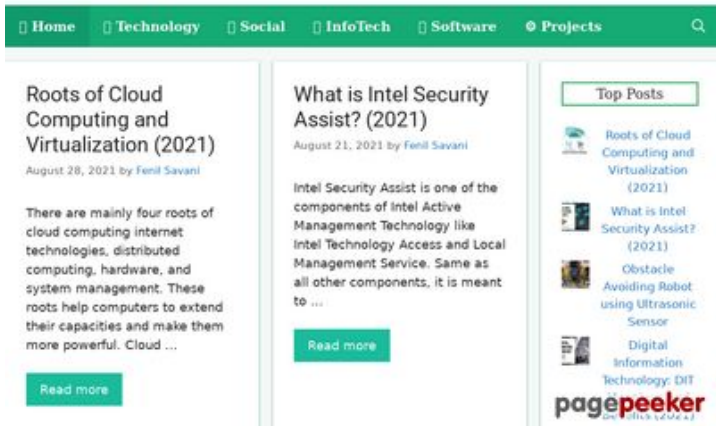 Home Technology Social InfoTech Software Projects
Roots of Cloud
Computing and
Virtualization (2021)
August 28, 2021 by Fenil Savani
There are mainly four roots of
cloud computing internet
technologies, distributed
computing, hardware, and
system management. These
roots help computers to extend
their capacities and make them
more powerful. Cloud ...
Read more
What is Intel Security
Assist? (2021)
August 21, 2021 by Fenil Savani
Intel Security Assist is one of the
components of Intel Active
Management Technology like
Intel Technology Access and Local
Management Service. Same as
all other components, it is meant
to ...
Read more
Top Posts
Roots of Cloud
Computing and
Virtualization
(2021)
What is Intel
Security Assist?
(2021)
Obstacle
Avoiding Robot
using Ultrasonic
Sensor
Digital
Information
Technology: DIT
pagepeeker